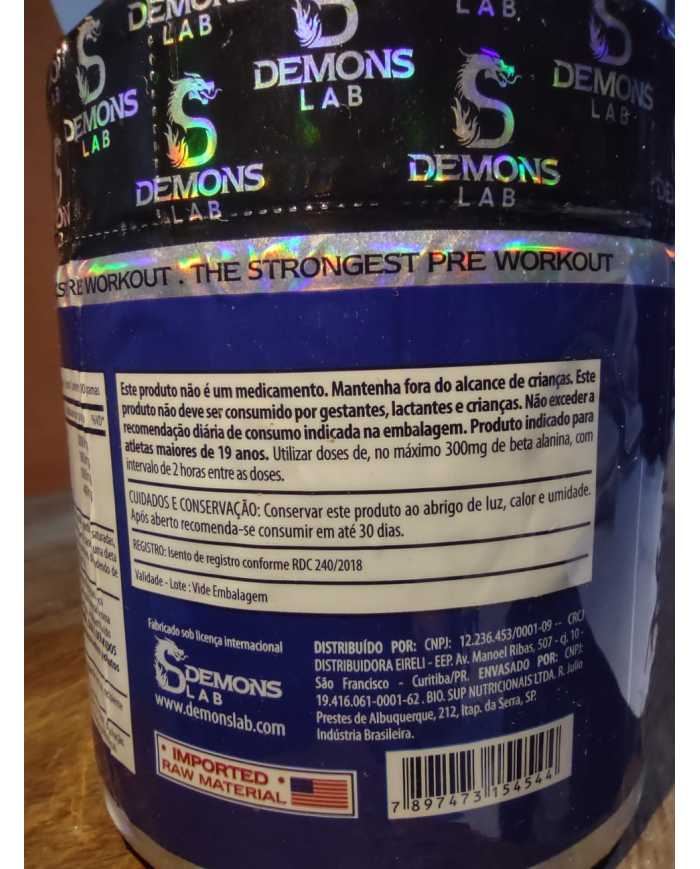 DEMONS
LAB
LAB
DEMONS
LAB
DEMONS
LAB
DEMONS
LAB
DEMONS
LAB
DEMONS
LAB
WORKOUT . THE STRONGEST PRE WORKOUT
Este produto não é um medicamento. Mantenha fora do alcance de crianças. Este
produto não deve ser consumido por gestantes, lactantes e crianças. Não exceder a
recomendação diária de consumo indicada na embalagem. Produto indicado para
atletas maiores de 19 anos. Utilizar doses de, no máximo 300mg de beta alanina, com
intervalo de 2 horas entre as doses.
CUIDADOS E CONSERVAÇÃO: Conservar este produto ao abrigo de luz, calor e umidade.
Após aberto recomenda-se consumir em até 30 dias.
REGISTRO: Isento de registro conforme RDC 240/2018
Validade - Lote : Vide Embalagem
Fabricado sob licença internacional
DEMONS
LAB
www.demonslab.com
• IMPORTED •
RAW MATERIAL
DISTRIBUÍDO POR: CNPJ: 12.236.453/0001-09 -- CRCJ
DISTRIBUIDORA EIRELI - EEP. Av. Manoel Ribas, 507 - cj. 10 -
São Francisco - Curitiba/PR. ENVASADO POR: CNPJ:
19.416.061-0001-62 . BIO. SUP NUTRICIONAIS LTDA. R. Julio
Prestes de Albuquerque, 212, Itap. da Serra, SP.
Indústria Brasileira.
7 897473 154544